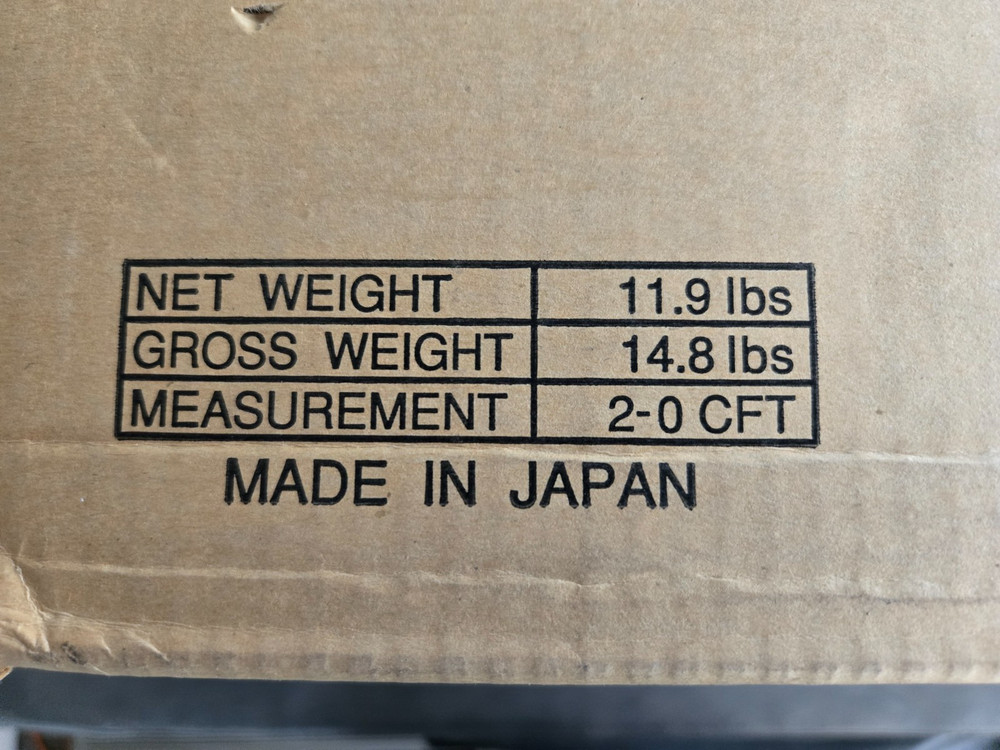 NET WEIGHT 11.9 lbs
GROSS WEIGHT 14.8 lbs
MEASUREMENT 2-0 CFT
MADE IN JAPAN